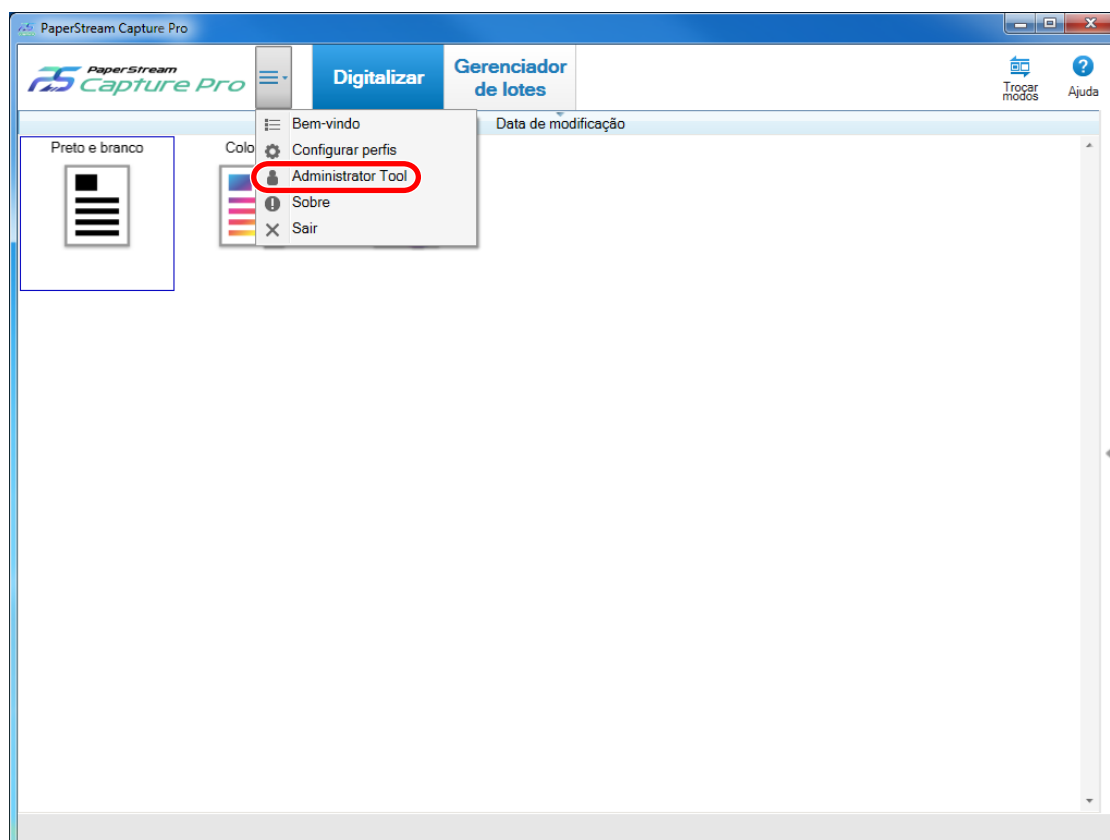 PaperStream Capture Pro
PaperStream
Capture Pro
Digitalizar
Gerenciador
de lotes
Trocar
modos
Ajuda
Data de modificação
Bem-vindo
Configurar perfis
Administrator Tool
Sobre
Sair
Preto e branco
Colo